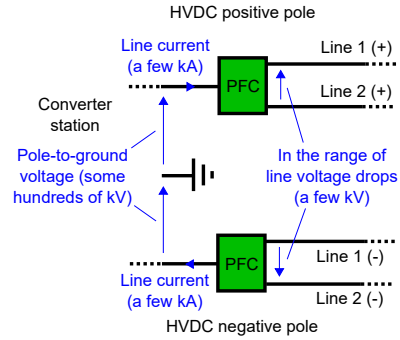 HVDC positive pole
Line current
(a few kA)
PFC
Line 1 (+)
Line 2 (+)
Converter
station
Pole-to-ground
voltage (some
hundreds of kV)
In the range of
line voltage drops
(a few kV)
Line current
(a few kA)
PFC
Line 1 (-)
Line 2 (-)
HVDC negative pole